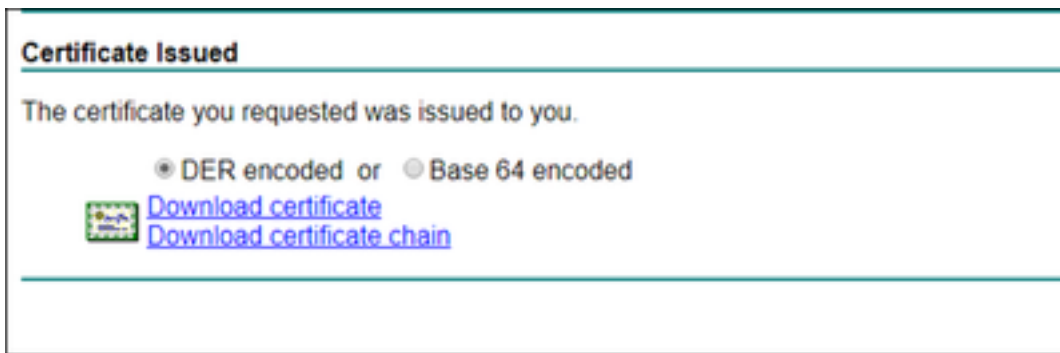 Certificate Issued
The certificate you requested was issued to you.
DER encoded or Base 64 encoded
Download certificate
Download certificate chain